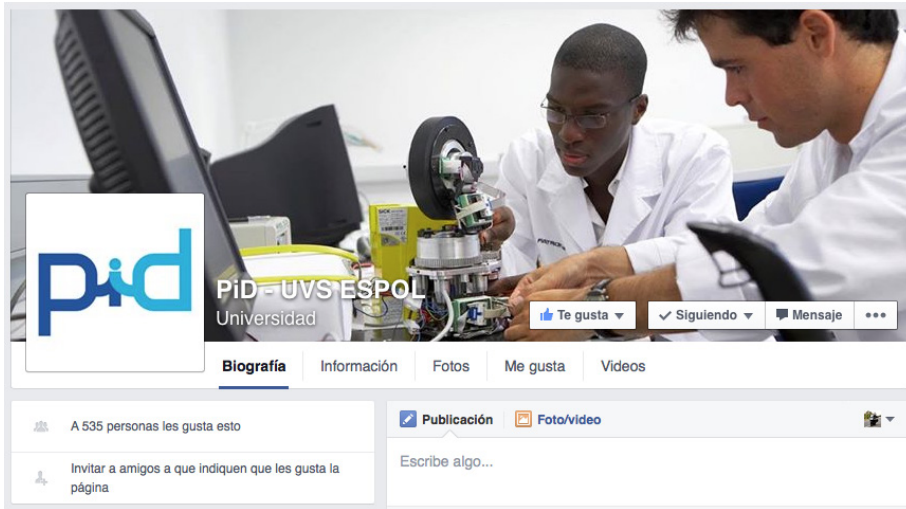 pid
PiD - UVS ESPOL
Universidad
Te gusta
Siguiendo
Mensaje
Biografía
Información
Fotos
Me gusta
Videos
A 535 personas les gusta esto
Invitar a amigos a que indiquen que les gusta la
página
Publicación
Foto/video
Escribe algo...
SICK